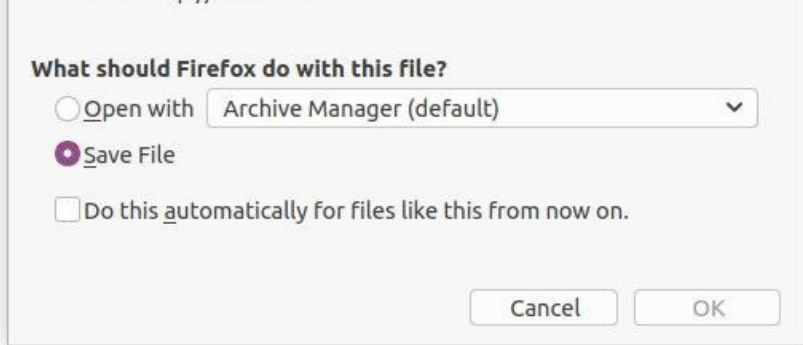 What should Firefox do with this file?
Open with Archive Manager (default)
Save File
Do this automatically for files like this from now on.
Cancel OK